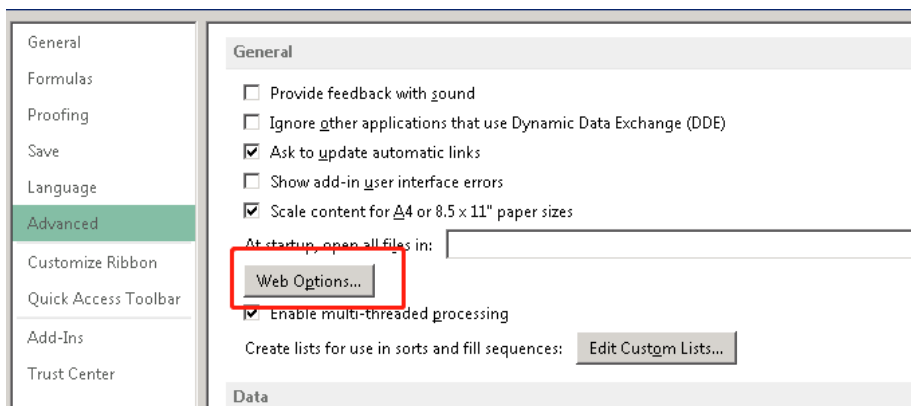 General
Formulas
Proofing
Save
Language
Advanced
Customize Ribbon
Quick Access Toolbar
Add-Ins
Trust Center
General
Provide feedback with sound
Ignore other applications that use Dynamic Data Exchange (DDE)
Ask to update automatic links
Show add-in user interface errors
Scale content for A4 or 8.5 x 11" paper sizes
At startup, open all files in:
Web Options...
Enable multi-threaded processing
Create lists for use in sorts and fill sequences: Edit Custom Lists...
Data